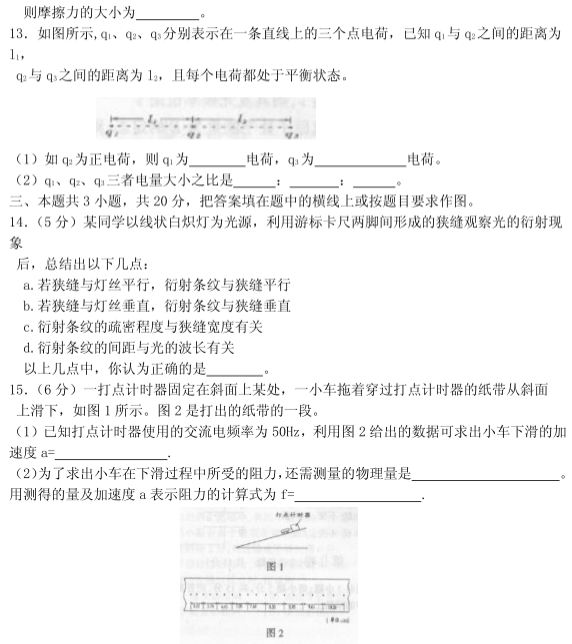 则摩擦力的大小为________。
13．如图所示,q₁、q₂、q₃分别表示在一条直线上的三个点电荷，已知q₁与q₂之间的距离为
l₁，
q₂与q₃之间的距离为l₂，且每个电荷都处于平衡状态。
l₁ l₂
q₁ q₂ q₃
（1）如q₂为正电荷，则q₁为________电荷，q₃为________电荷。
（2）q₁、q₂、q₃三者电量大小之比是______：______：______。
三、本题共3小题，共20分，把答案填在题中的横线上或按题目要求作图。
14．（5分）某同学以线状白炽灯为光源，利用游标卡尺两脚间形成的狭缝观察光的衍射现
象
后，总结出以下几点：
a.若狭缝与灯丝平行，衍射条纹与狭缝平行
b.若狭缝与灯丝垂直，衍射条纹与狭缝垂直
c.衍射条纹的疏密程度与狭缝宽度有关
d.衍射条纹的间距与光的波长有关
以上几点中，你认为正确的是________。
15．（6分）一打点计时器固定在斜面上某处，一小车拖着穿过打点计时器的纸带从斜面
上滑下，如图1所示。图2是打出的纸带的一段。
（1）已知打点计时器使用的交流电频率为50Hz，利用图2给出的数据可求出小车下滑的加
速度a=________________.
（2）为了求出小车在下滑过程中所受的阻力,还需测量的物理量是____________________。
用测得的量及加速度a表示阻力的计算式为f=__________________.
打点计时器
图1
图2